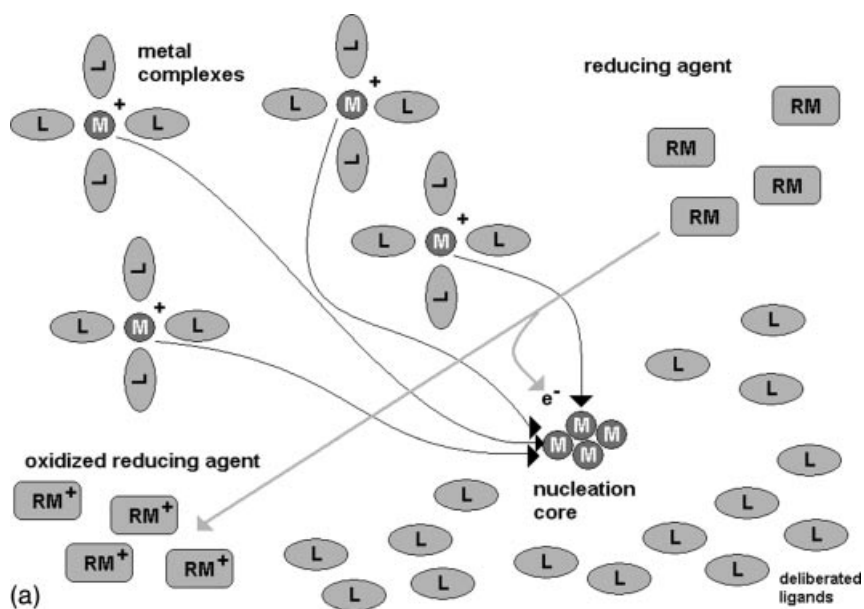 metal
complexes
reducing agent
L
L
M
+
L
L
L
L
M
+
L
L
RM
RM
RM
RM
L
L
M
+
L
L
L
L
M
+
L
L
L
L
L
e-
M
M
M
M
nucleation
core
oxidized reducing agent
RM+
RM+
RM+
RM+
L
L
L
L
L
L
L
L
L
L
L
L
deliberated
ligands
(a)